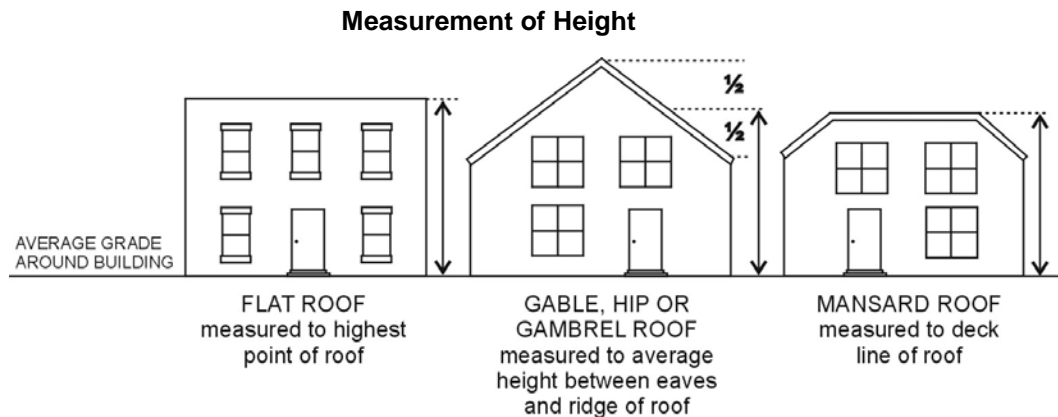 Measurement of Height
½
½
AVERAGE GRADE
AROUND BUILDING
FLAT ROOF
measured to highest
point of roof
GABLE, HIP OR
GAMBREL ROOF
measured to average
height between eaves
and ridge of roof
MANSARD ROOF
measured to deck
line of roof